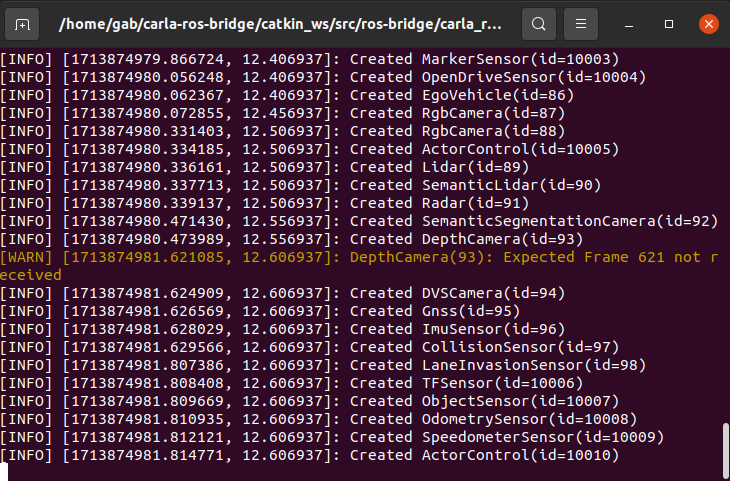 /home/gab/carla-ros-bridge/catkin_ws/src/ros-bridge/carla_r...
[INFO] [1713874979.866724, 12.406937]: Created MarkerSensor(id=10003)
[INFO] [1713874980.056248, 12.406937]: Created OpenDriveSensor(id=10004)
[INFO] [1713874980.062367, 12.406937]: Created EgoVehicle(id=86)
[INFO] [1713874980.072855, 12.456937]: Created RgbCamera(id=87)
[INFO] [1713874980.331403, 12.506937]: Created RgbCamera(id=88)
[INFO] [1713874980.334185, 12.506937]: Created ActorControl(id=10005)
[INFO] [1713874980.336161, 12.506937]: Created Lidar(id=89)
[INFO] [1713874980.337713, 12.506937]: Created SemanticLidar(id=90)
[INFO] [1713874980.339137, 12.506937]: Created Radar(id=91)
[INFO] [1713874980.471430, 12.556937]: Created SemanticSegmentationCamera(id=92)
[INFO] [1713874980.473989, 12.556937]: Created DepthCamera(id=93)
[WARN] [1713874981.621085, 12.606937]: DepthCamera(93): Expected Frame 621 not r
eceived
[INFO] [1713874981.624909, 12.606937]: Created DVSCamera(id=94)
[INFO] [1713874981.626569, 12.606937]: Created Gnss(id=95)
[INFO] [1713874981.628029, 12.606937]: Created ImuSensor(id=96)
[INFO] [1713874981.629566, 12.606937]: Created CollisionSensor(id=97)
[INFO] [1713874981.807386, 12.606937]: Created LaneInvasionSensor(id=98)
[INFO] [1713874981.808408, 12.606937]: Created TFSensor(id=10006)
[INFO] [1713874981.809669, 12.606937]: Created ObjectSensor(id=10007)
[INFO] [1713874981.810935, 12.606937]: Created OdometrySensor(id=10008)
[INFO] [1713874981.812121, 12.606937]: Created SpeedometerSensor(id=10009)
[INFO] [1713874981.814771, 12.606937]: Created ActorControl(id=10010)